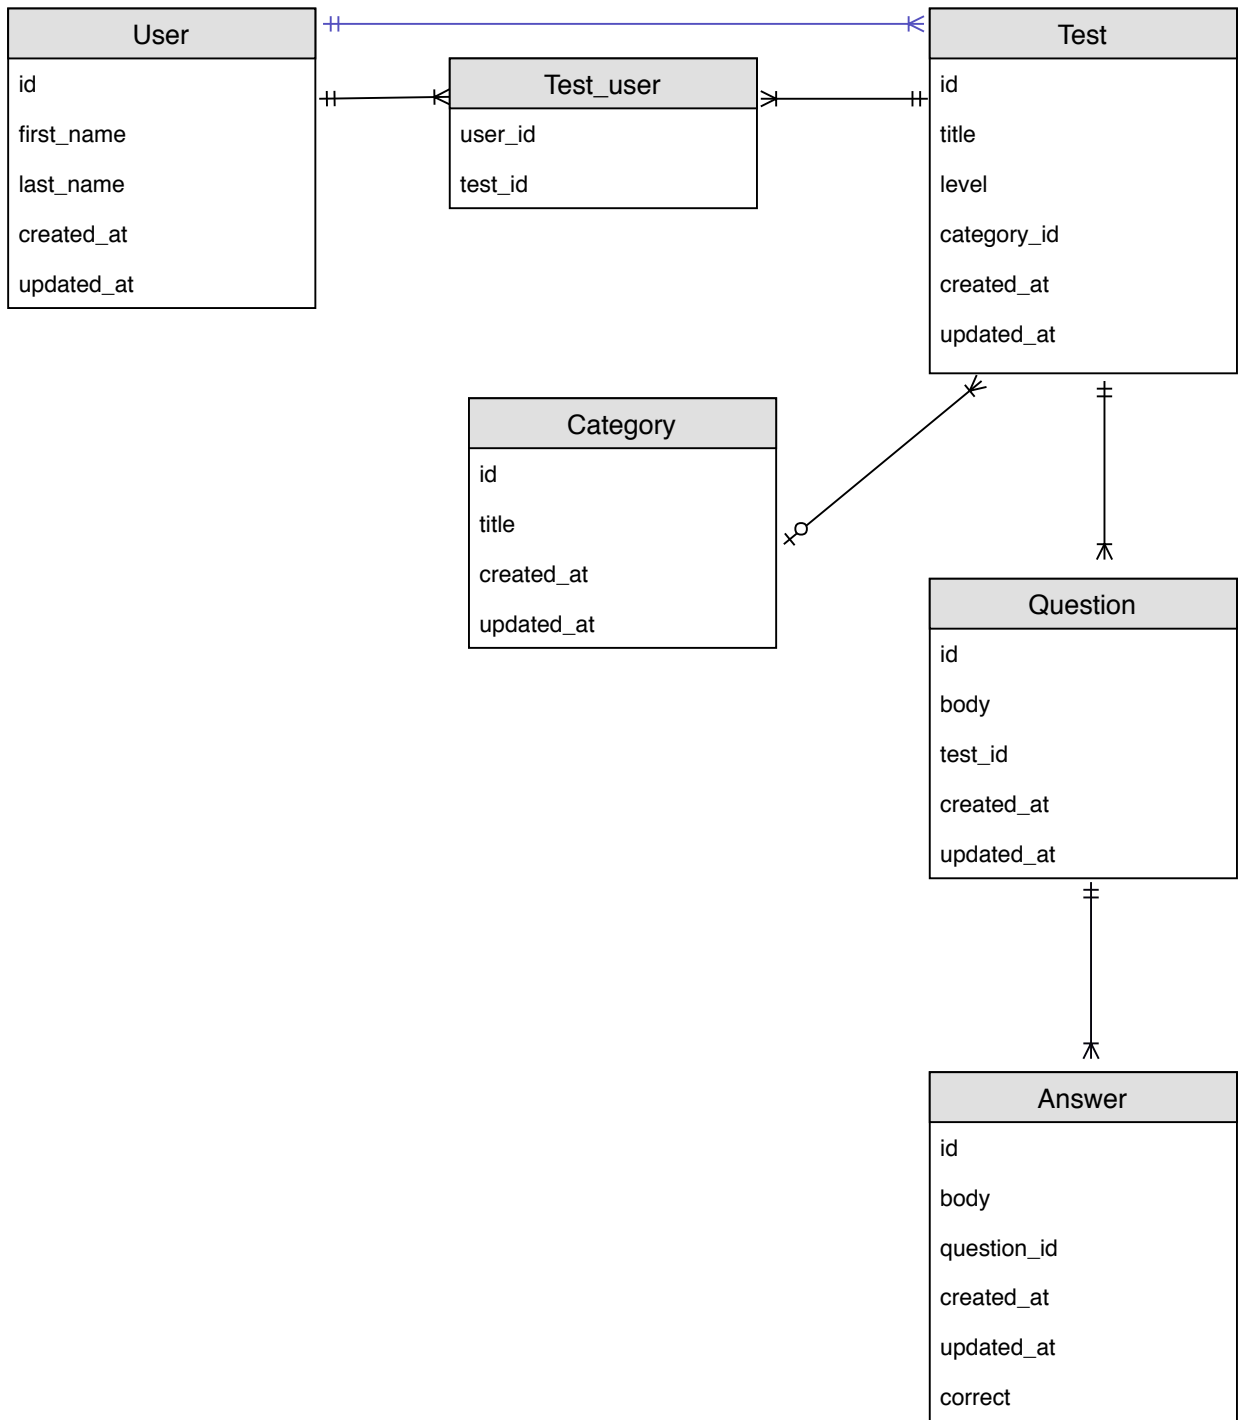 User
id
first_name
last_name
created_at
updated_at
Test_user
user_id
test_id
Test
id
title
level
category_id
created_at
updated_at
Category
id
title
created_at
updated_at
Question
id
body
test_id
created_at
updated_at
Answer
id
body
question_id
created_at
updated_at
correct